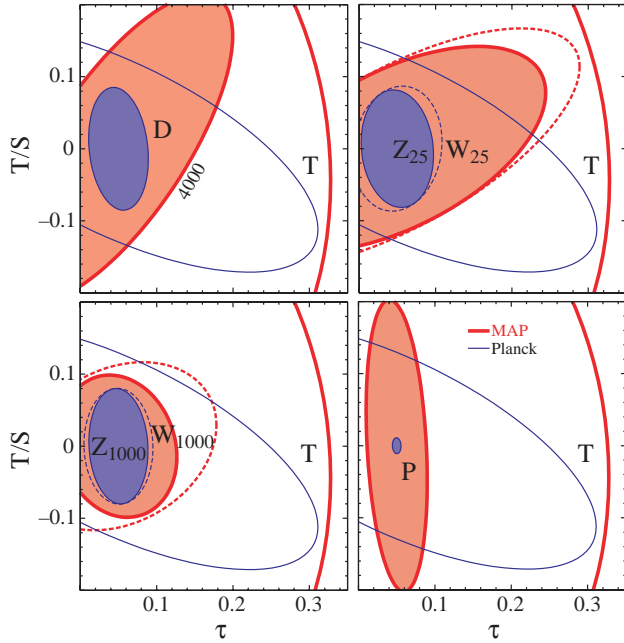 T/S
0.1
0
−0.1
D
4000
T
Z25 W25
T
T/S
0.1
0
−0.1
Z1000
W1000
T
MAP
Planck
P
T
0.1 0.2 0.3
τ
0.1 0.2 0.3
τ